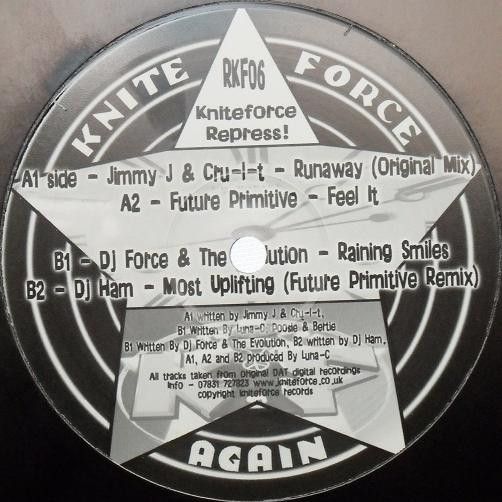 KNITE FORCE
RKF06
Kniteforce
Repress!
A1 side - Jimmy J & Cru-l-t - Runaway (Original Mix)
A2 - Future Primitive - Feel It
B1 - Dj Force & The lution - Raining Smiles
B2 - Dj Ham - Most Uplifting (Future Primitive Remix)
A1 written by Jimmy J & Cru-l-t,
B1 Written By Luna-C, Poosie & Bertie
B1 Written By Dj Force & The Evolution, B2 written by Dj Ham,
A1, A2 and B2 produced By Luna-C
All tracks taken from original DAT digital recordings
Info - 07831 727823 www.kniteforce.co.uk
copyright kniteforce records
AGAIN